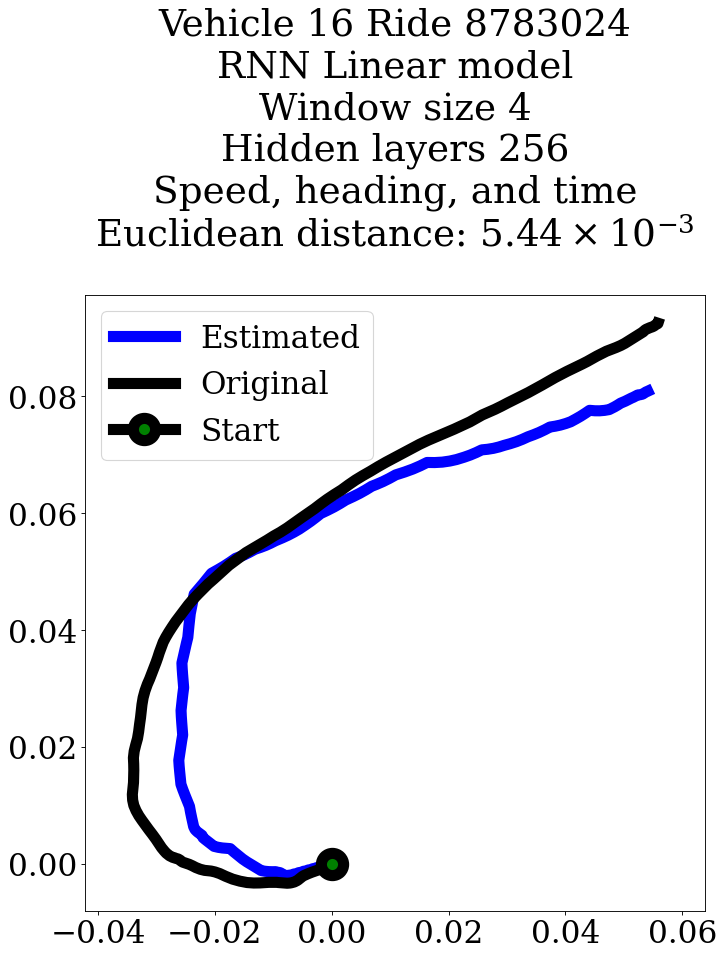 Vehicle 16 Ride 8783024
RNN Linear model
Window size 4
Hidden layers 256
Speed, heading, and time
Euclidean distance: 5.44 × 10⁻³
Estimated
Original
Start
0.08
0.06
0.04
0.02
0.00
−0.04 −0.02 0.00 0.02 0.04 0.06